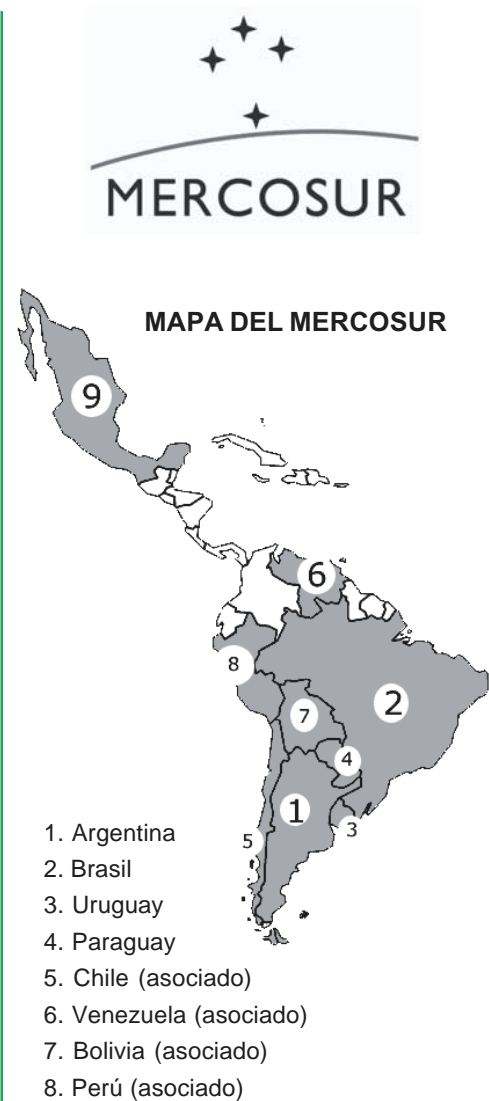 MERCOSUR
MAPA DEL MERCOSUR
9
6
8
2
7
4
1
3
5
1. Argentina
2. Brasil
3. Uruguay
4. Paraguay
5. Chile (asociado)
6. Venezuela (asociado)
7. Bolivia (asociado)
8. Perú (asociado)